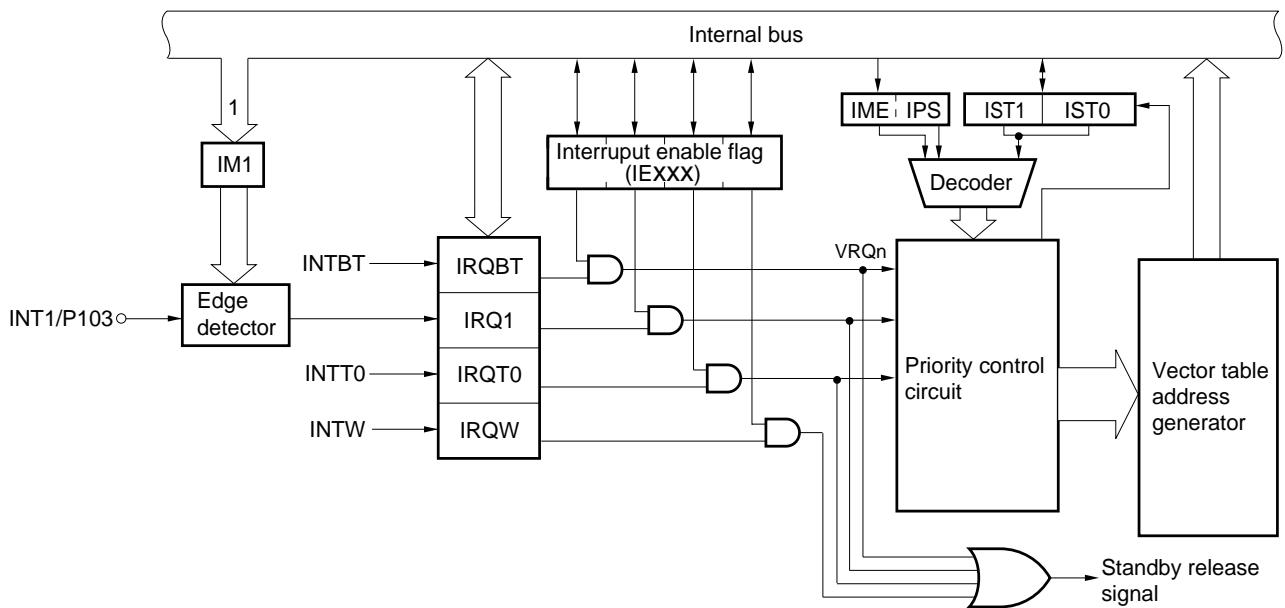 Internal bus
1
IM1
Interruput enable flag
(IEXXX)
IME IPS
IST1 IST0
Decoder
VRQn
INTBT
IRQBT
INT1/P103
Edge
detector
IRQ1
INTT0
IRQT0
INTW
IRQW
Priority control
circuit
Vector table
address
generator
Standby release
signal